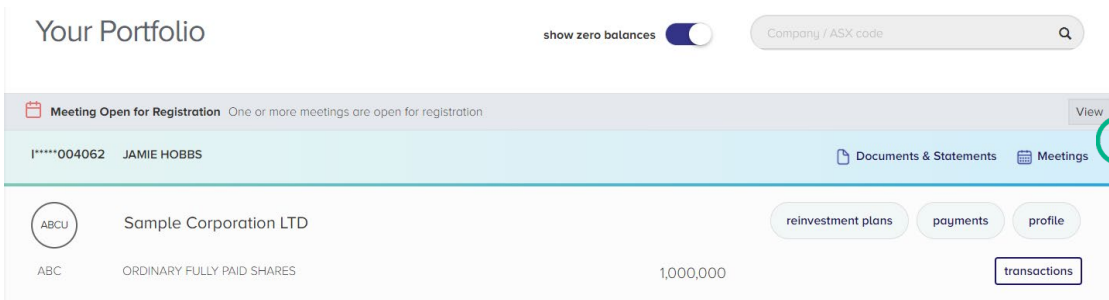 Your Portfolio
show zero balances
Company / ASX code
Meeting Open for Registration One or more meetings are open for registration
View
I*****004062 JAMIE HOBBS
Documents & Statements
Meetings
ABCU
Sample Corporation LTD
reinvestment plans
payments
profile
ABC ORDINARY FULLY PAID SHARES 1,000,000
transactions